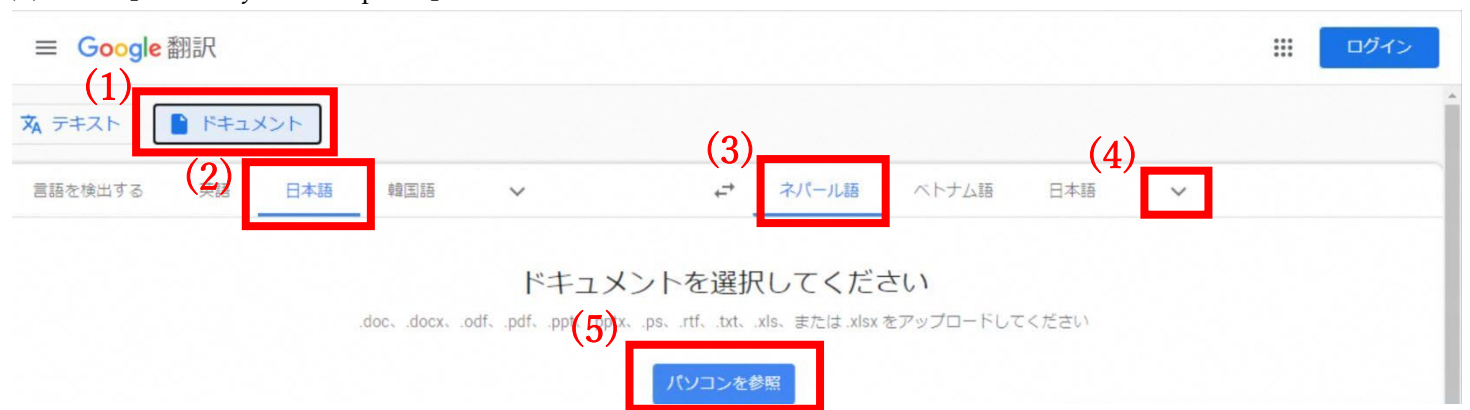 Google 翻訳
ログイン
(1)
テキスト ドキュメント
(2) (3) (4)
言語を検出する 英語 日本語 韓国語 ネパール語 ベトナム語 日本語
ドキュメントを選択してください
.doc、.docx、.odf、.pdf、.ppt、.pptx、.ps、.rtf、.txt、.xls、または .xlsx をアップロードしてください
(5)
パソコンを参照